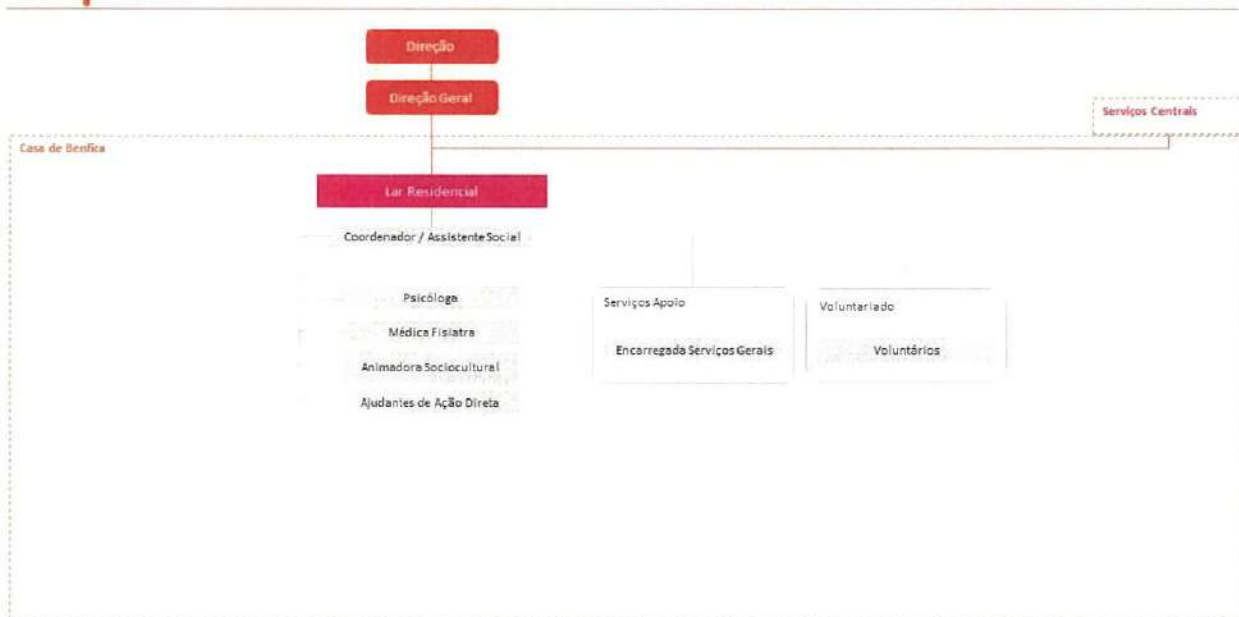 Direção
Direção Geral
Serviços Centrais
Casa de Benfica
Lar Residencial
Coordenador / Assistente Social
Psicóloga
Médica Fisiatra
Animadora Sociocultural
Ajudantes de Ação Direta
Serviços Apoio
Encarregada Serviços Gerais
Voluntariado
Voluntários